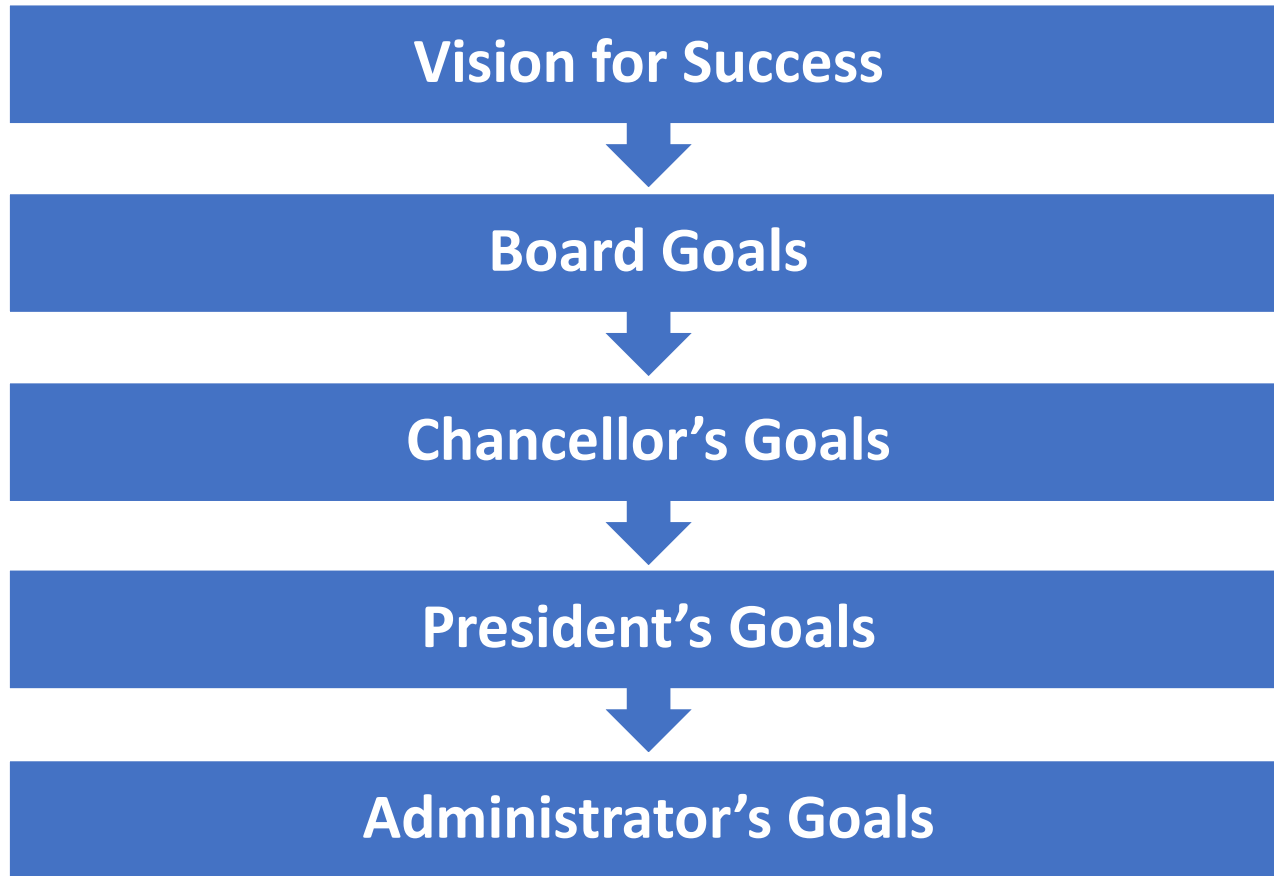 Vision for Success
Board Goals
Chancellor’s Goals
President’s Goals
Administrator’s Goals